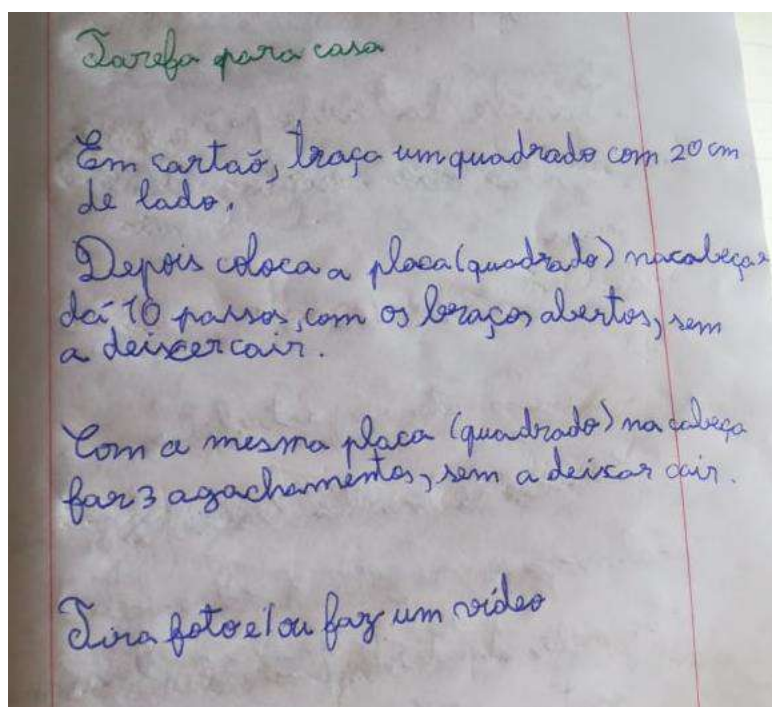 Tarefa para casa
Em cartaõ, traça um quadrado com 20 cm
de lado.
Depois coloca a placa (quadrado) na cabeça e
dá 10 passos, com os braços abertos, sem
a deixer cair.
Com a mesma placa (quadrado) na cabeça
faz 3 agachamentos, sem a deixar cair.
Tira foto e/ou faz um vídeo